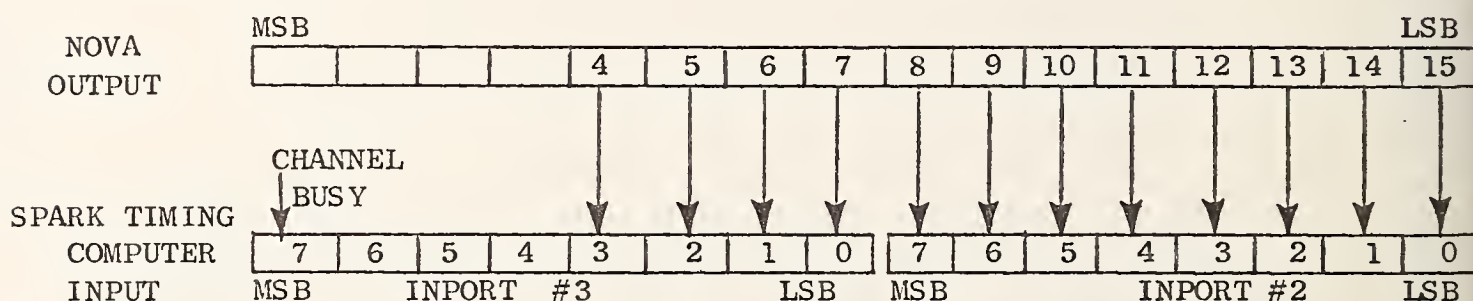 MSB LSB
NOVA
OUTPUT
4 5 6 7 8 9 10 11 12 13 14 15
CHANNEL
BUSY
SPARK TIMING
COMPUTER
INPUT
7 6 5 4 3 2 1 0 7 6 5 4 3 2 1 0
MSB INPORT #3 LSB MSB INPORT #2 LSB